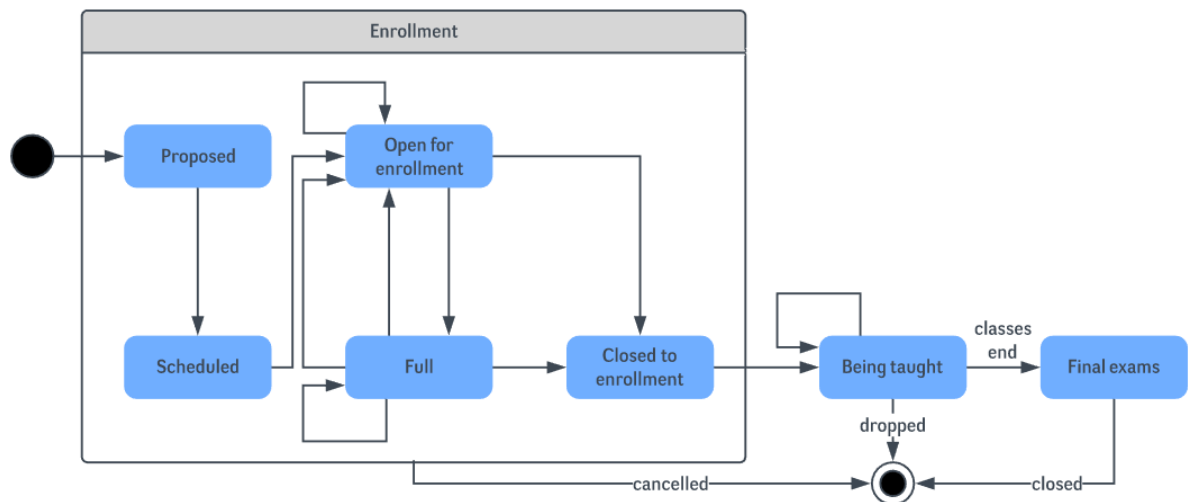 Enrollment
Proposed
Open for
enrollment
Scheduled
Full
Closed to
enrollment
Being taught
classes
end
Final exams
dropped
cancelled
closed